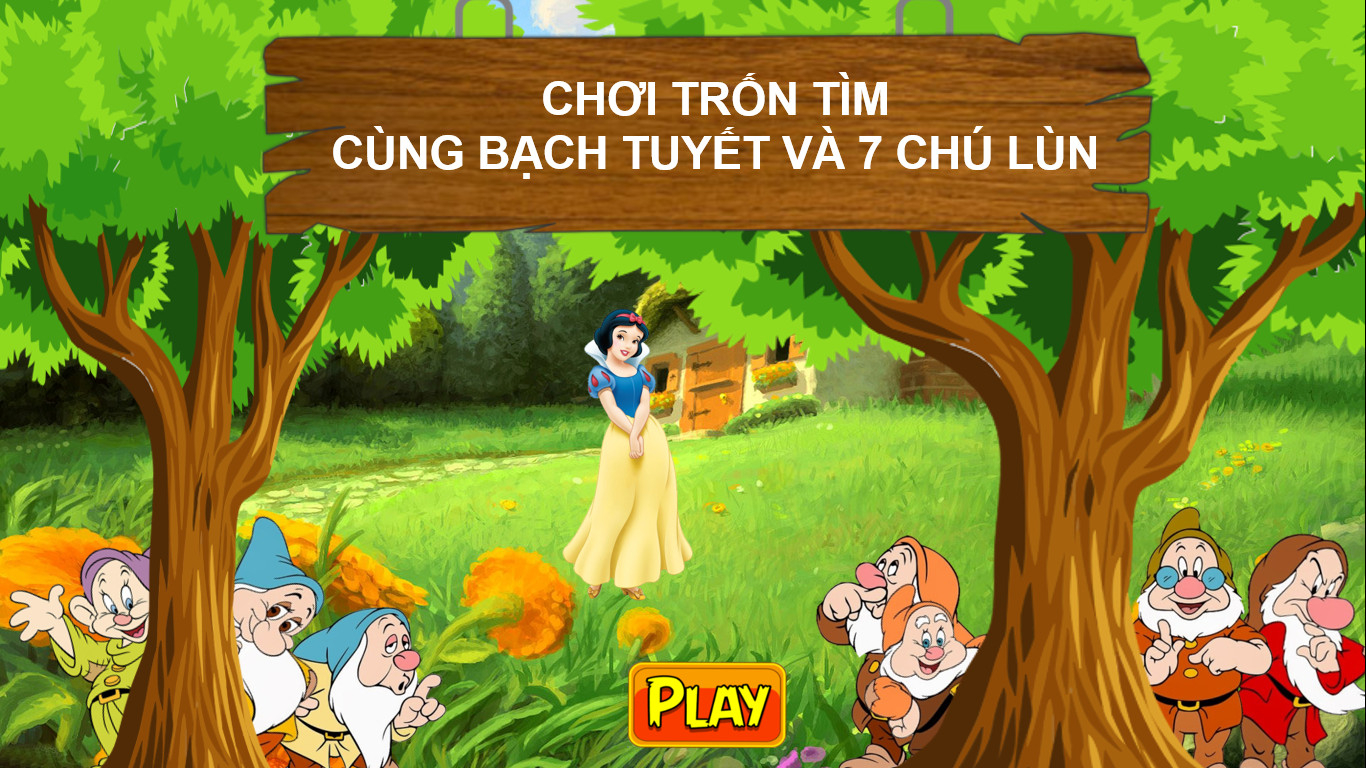 CHƠI TRỐN TÌM
CÙNG BẠCH TUYẾT VÀ 7 CHÚ LÙN
PLAY